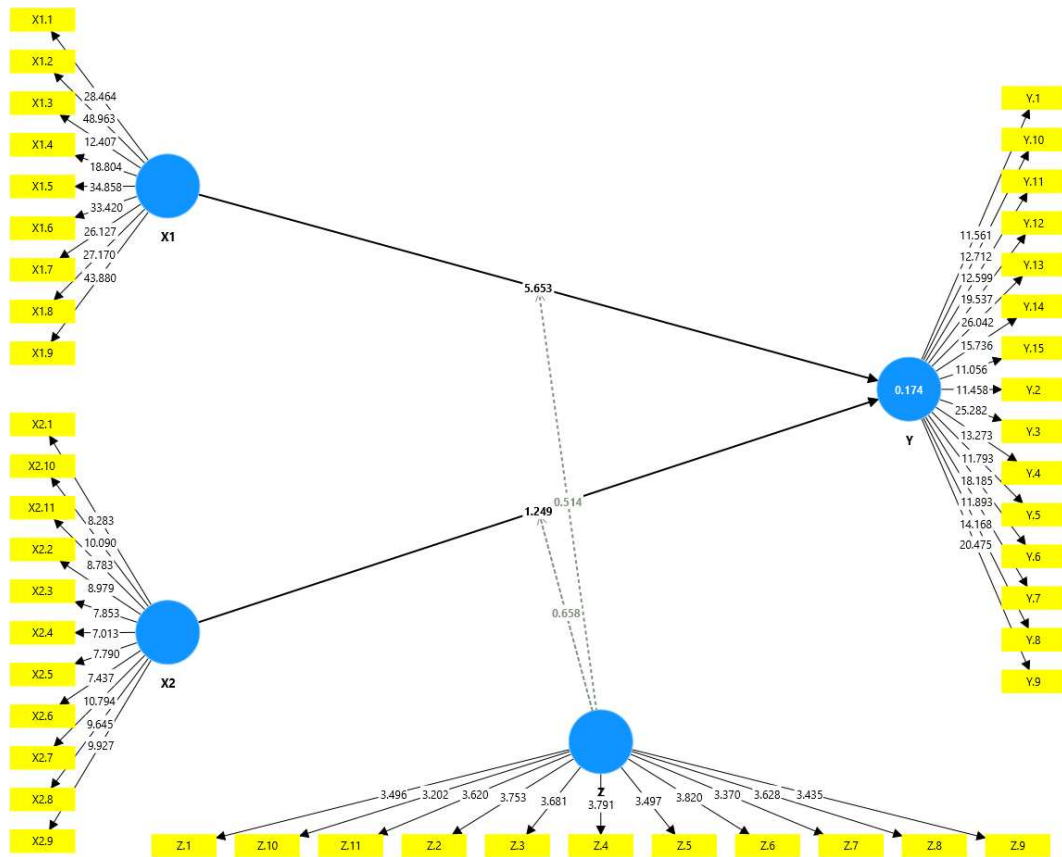 X1.1
X1.2
X1.3
X1.4
X1.5
X1.6
X1.7
X1.8
X1.9
28.464
48.963
12.407
18.804
34.858
33.420
26.127
27.170
43.880
X1
X2.1
X2.10
X2.11
X2.2
X2.3
X2.4
X2.5
X2.6
X2.7
X2.8
X2.9
8.283
10.090
8.783
8.979
7.853
7.013
7.790
7.437
10.794
9.645
9.927
X2
5.653
1.249
0.514
0.658
0.174
Y
11.561
12.712
12.599
19.537
26.042
15.736
11.056
11.458
25.282
13.273
11.793
18.185
11.893
14.168
20.475
Y.1
Y.10
Y.11
Y.12
Y.13
Y.14
Y.15
Y.2
Y.3
Y.4
Y.5
Y.6
Y.7
Y.8
Y.9
Z
3.496 3.202 3.620 3.753 3.681 3.791 3.497 3.820 3.370 3.628 3.435
Z.1 Z.10 Z.11 Z.2 Z.3 Z.4 Z.5 Z.6 Z.7 Z.8 Z.9